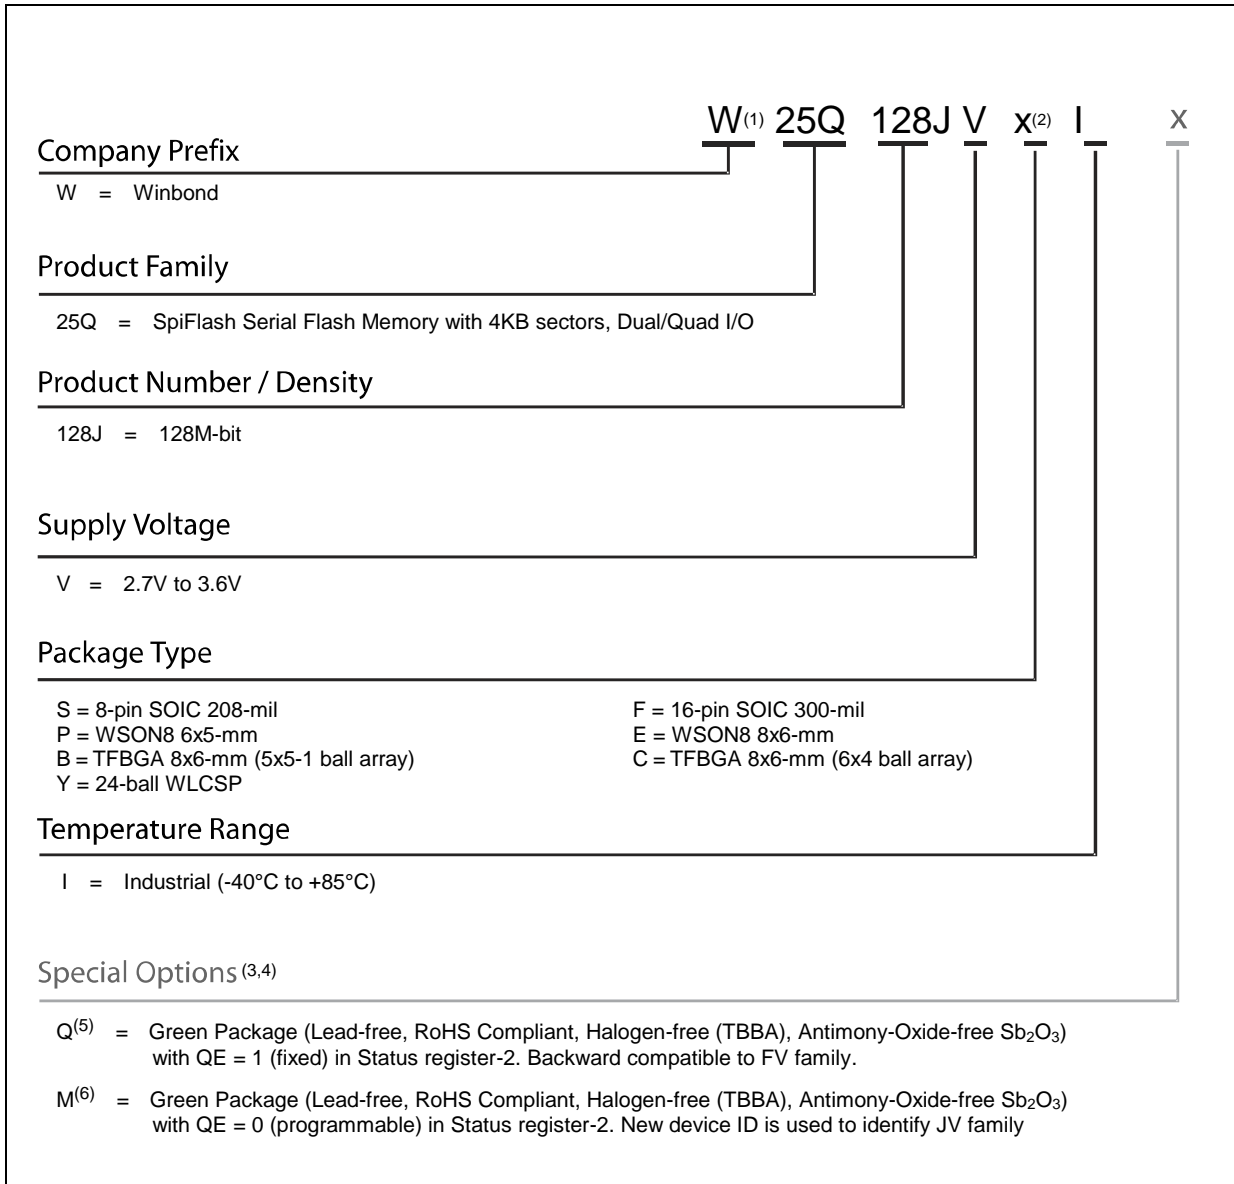 W(1) 25Q 128J V x(2) I x
Company Prefix
W = Winbond
Product Family
25Q = SpiFlash Serial Flash Memory with 4KB sectors, Dual/Quad I/O
Product Number / Density
128J = 128M-bit
Supply Voltage
V = 2.7V to 3.6V
Package Type
S = 8-pin SOIC 208-mil F = 16-pin SOIC 300-mil
P = WSON8 6x5-mm E = WSON8 8x6-mm
B = TFBGA 8x6-mm (5x5-1 ball array) C = TFBGA 8x6-mm (6x4 ball array)
Y = 24-ball WLCSP
Temperature Range
I = Industrial (-40°C to +85°C)
Special Options (3,4)
Q(5) = Green Package (Lead-free, RoHS Compliant, Halogen-free (TBBA), Antimony-Oxide-free Sb2O3)
with QE = 1 (fixed) in Status register-2. Backward compatible to FV family.
M(6) = Green Package (Lead-free, RoHS Compliant, Halogen-free (TBBA), Antimony-Oxide-free Sb2O3)
with QE = 0 (programmable) in Status register-2. New device ID is used to identify JV family